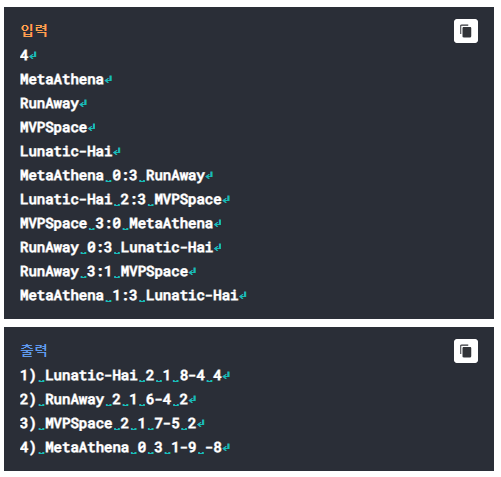 입력
4↵
MetaAthena↵
RunAway↵
MVPSpace↵
Lunatic-Hai↵
MetaAthena␣0:3␣RunAway↵
Lunatic-Hai␣2:3␣MVPSpace↵
MVPSpace␣3:0␣MetaAthena↵
RunAway␣0:3␣Lunatic-Hai↵
RunAway␣3:1␣MVPSpace↵
MetaAthena␣1:3␣Lunatic-Hai↵
출력
1)␣Lunatic-Hai␣2␣1␣8-4␣4↵
2)␣RunAway␣2␣1␣6-4␣2↵
3)␣MVPSpace␣2␣1␣7-5␣2↵
4)␣MetaAthena␣0␣3␣1-9␣-8↵